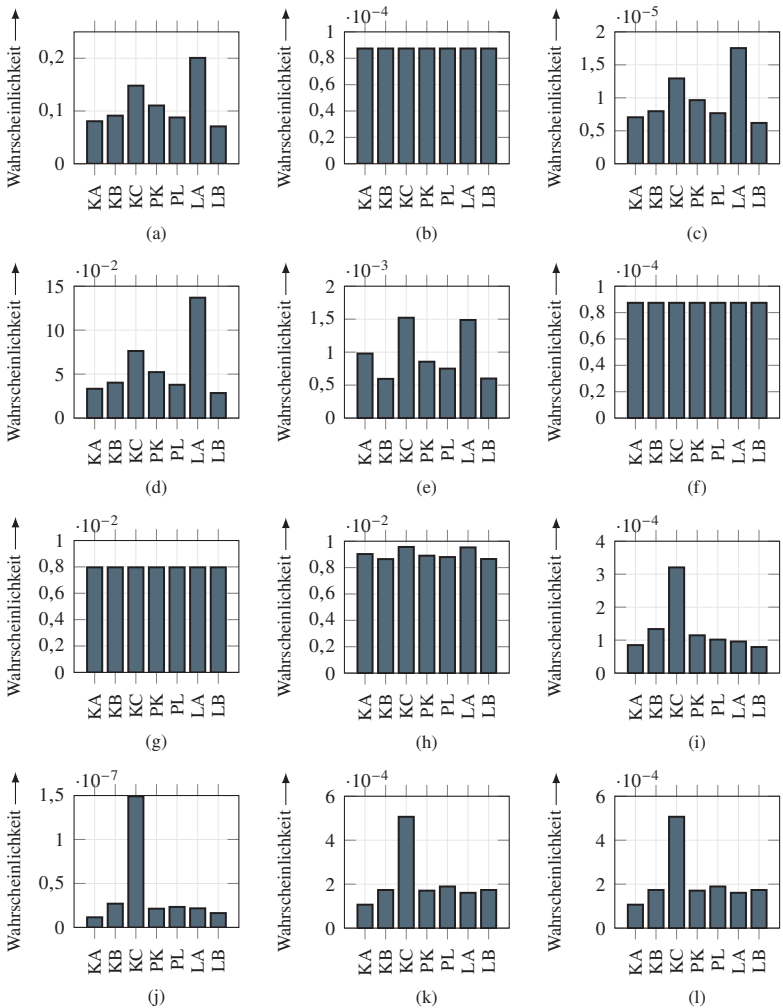 Wahrscheinlichkeit
0,2
0,1
0
KA KB KC PK PL LA LB
(a)
Wahrscheinlichkeit
·10−4
1
0,8
0,6
0,4
0,2
0
KA KB KC PK PL LA LB
(b)
Wahrscheinlichkeit
·10−5
2
1,5
1
0,5
0
KA KB KC PK PL LA LB
(c)
Wahrscheinlichkeit
·10−2
15
10
5
0
KA KB KC PK PL LA LB
(d)
Wahrscheinlichkeit
·10−3
2
1,5
1
0,5
0
KA KB KC PK PL LA LB
(e)
Wahrscheinlichkeit
·10−4
1
0,8
0,6
0,4
0,2
0
KA KB KC PK PL LA LB
(f)
Wahrscheinlichkeit
·10−2
1
0,8
0,6
0,4
0,2
0
KA KB KC PK PL LA LB
(g)
Wahrscheinlichkeit
·10−2
1
0,8
0,6
0,4
0,2
0
KA KB KC PK PL LA LB
(h)
Wahrscheinlichkeit
·10−4
4
3
2
1
0
KA KB KC PK PL LA LB
(i)
Wahrscheinlichkeit
·10−7
1,5
1
0,5
0
KA KB KC PK PL LA LB
(j)
Wahrscheinlichkeit
·10−4
6
4
2
0
KA KB KC PK PL LA LB
(k)
Wahrscheinlichkeit
·10−4
6
4
2
0
KA KB KC PK PL LA LB
(l)